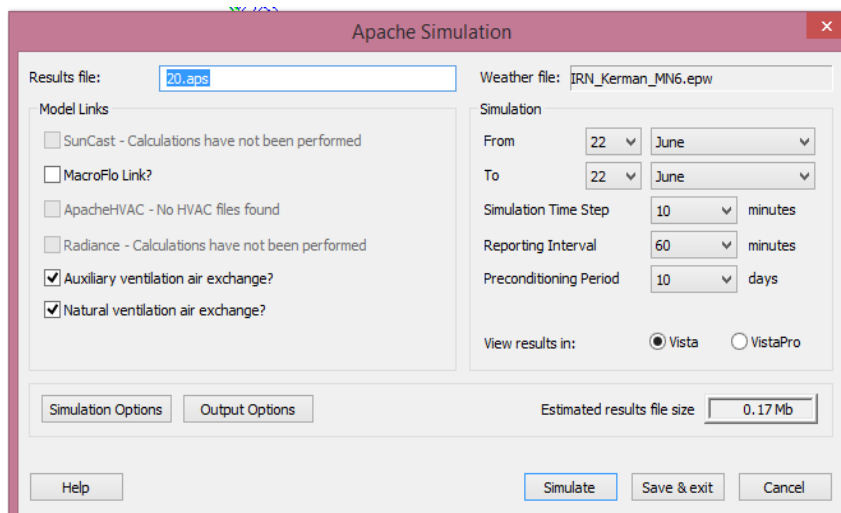 Apache Simulation
x
Results file: 20.aps Weather file: IRN_Kerman_MN6.epw
Model Links
SunCast - Calculations have not been performed
MacroFlo Link?
ApacheHVAC - No HVAC files found
Radiance - Calculations have not been performed
Auxiliary ventilation air exchange?
Natural ventilation air exchange?
Simulation
From 22 June
To 22 June
Simulation Time Step 10 minutes
Reporting Interval 60 minutes
Preconditioning Period 10 days
View results in: Vista VistaPro
Simulation Options Output Options Estimated results file size 0.17 Mb
Help Simulate Save & exit Cancel